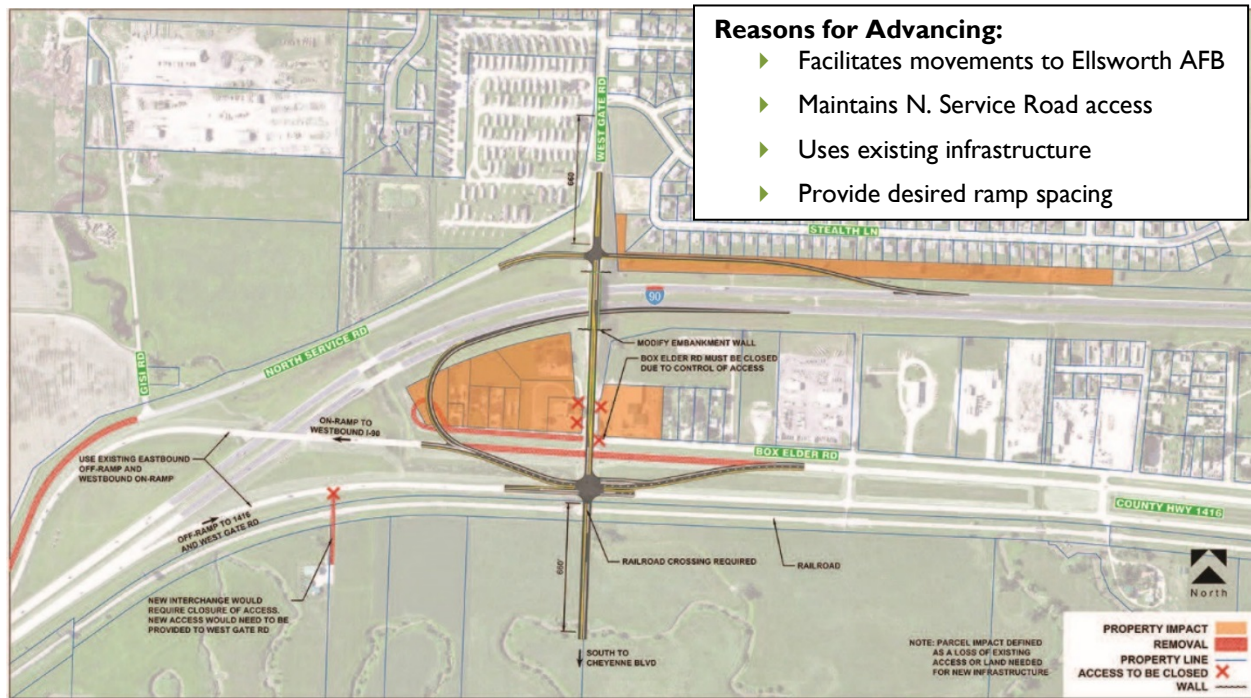 Reasons for Advancing:
Facilitates movements to Ellsworth AFB
Maintains N. Service Road access
Uses existing infrastructure
Provide desired ramp spacing
WEST GATE RD
660'
STEALTH LN
90
NORTH SERVICE RD
GISI RD
MODIFY EMBANKMENT WALL
BOX ELDER RD MUST BE CLOSED
DUE TO CONTROL OF ACCESS
ON-RAMP TO
WESTBOUND I-90
USE EXISTING EASTBOUND
OFF-RAMP AND
WESTBOUND ON-RAMP
BOX ELDER RD
COUNTY HWY 1416
OFF-RAMP TO 1416
AND WEST GATE RD
660'
RAILROAD CROSSING REQUIRED
RAILROAD
NEW INTERCHANGE WOULD
REQUIRE CLOSURE OF ACCESS.
NEW ACCESS WOULD NEED TO BE
PROVIDED TO WEST GATE RD
SOUTH TO
CHEYENNE BLVD
North
NOTE: PARCEL IMPACT DEFINED
AS A LOSS OF EXISTING
ACCESS OR LAND NEEDED
FOR NEW INFRASTRUCTURE
PROPERTY IMPACT
REMOVAL
PROPERTY LINE
ACCESS TO BE CLOSED
WALL